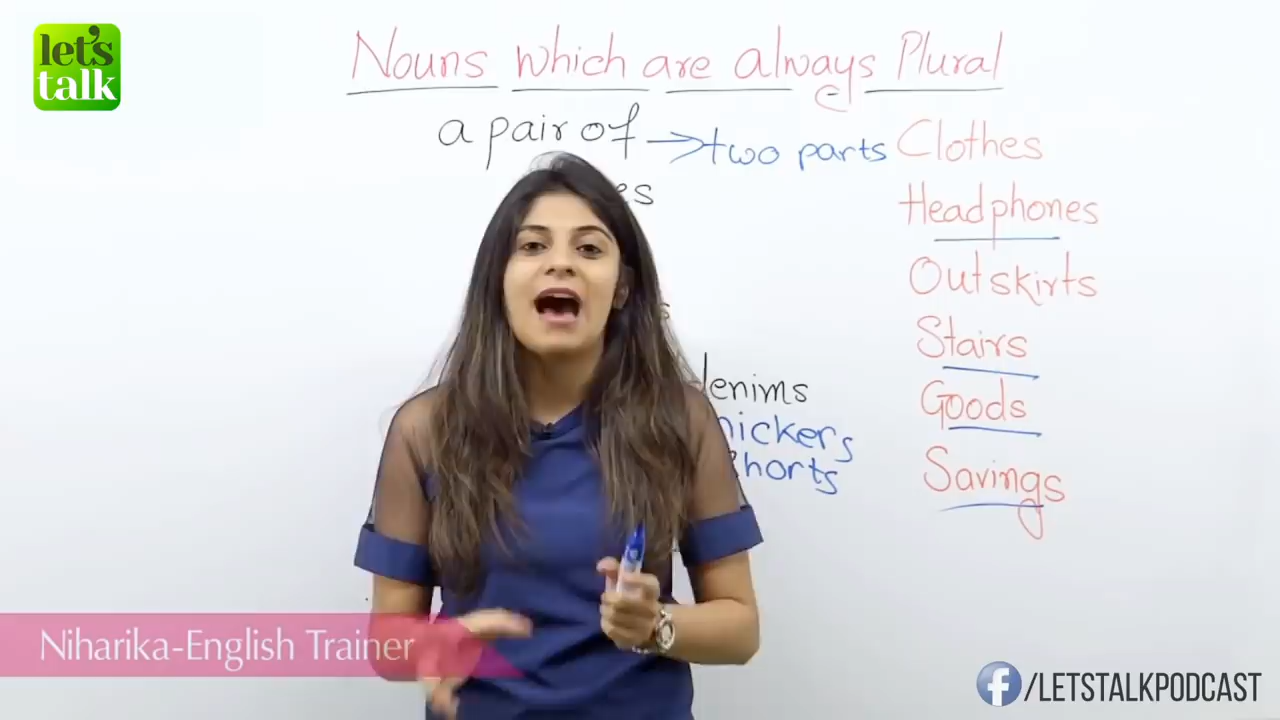 let's
talk
Nouns which are always Plural
a pair of → two parts
Clothes
Headphones
Outskirts
Stairs
Goods
Savings
denims
Niharika-English Trainer
f/LETSTALKPODCAST